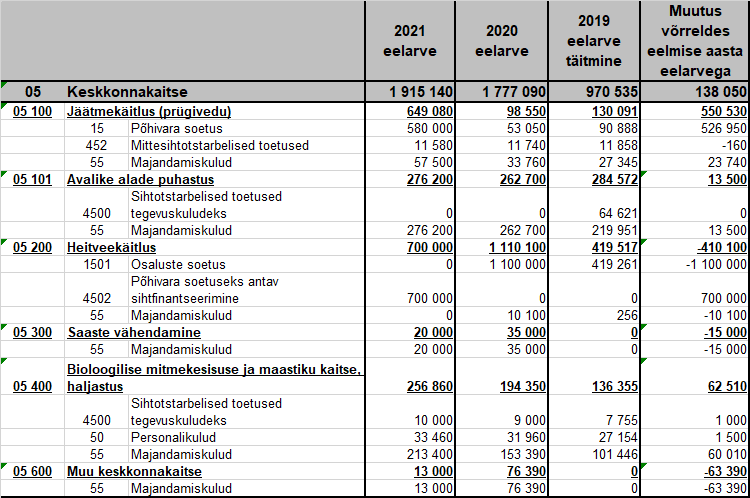 2021 eelarve 2020 eelarve 2019 eelarve täitmine Muutus võrreldes eelmise aasta eelarvega
05 Keskkonnakaitse 1 915 140 1 777 090 970 535 138 050
05 100 Jäätmekäitlus (prügivedu) 649 080 98 550 130 091 550 530
15 Põhivara soetus 580 000 53 050 90 888 526 950
452 Mittesihtotstarbelised toetused 11 580 11 740 11 858 -160
55 Majandamiskulud 57 500 33 760 27 345 23 740
05 101 Avalike alade puhastus 276 200 262 700 284 572 13 500
Sihtotstarbelised toetused
4500 tegevuskuludeks 0 0 64 621 0
55 Majandamiskulud 276 200 262 700 219 951 13 500
05 200 Heitveekäitlus 700 000 1 110 100 419 517 -410 100
1501 Osaluste soetus 0 1 100 000 419 261 -1 100 000
Põhivara soetuseks antav
4502 sihtfinantseerimine 700 000 0 0 700 000
55 Majandamiskulud 0 10 100 256 -10 100
05 300 Saaste vähendamine 20 000 35 000 0 -15 000
55 Majandamiskulud 20 000 35 000 0 -15 000
Bioloogilise mitmekesisuse ja maastiku kaitse,
05 400 haljastus 256 860 194 350 136 355 62 510
Sihtotstarbelised toetused
4500 tegevuskuludeks 10 000 9 000 7 755 1 000
50 Personalikulud 33 460 31 960 27 154 1 500
55 Majandamiskulud 213 400 153 390 101 446 60 010
05 600 Muu keskkonnakaitse 13 000 76 390 0 -63 390
55 Majandamiskulud 13 000 76 390 0 -63 390